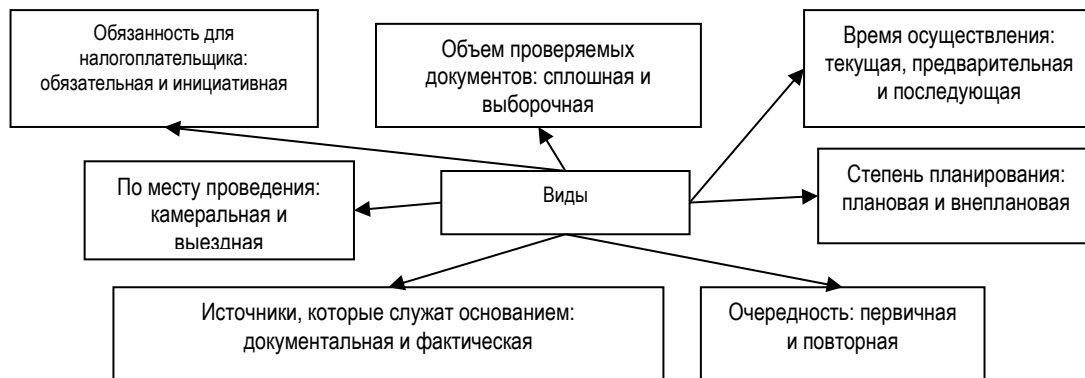 Обязанность для
налогоплательщика:
обязательная и инициативная
Объем проверяемых
документов: сплошная и
выборочная
Время осуществления:
текущая, предварительная
и последующая
По месту проведения:
камеральная и
выездная
Виды
Степень планирования:
плановая и внеплановая
Источники, которые служат основанием:
документальная и фактическая
Очередность: первичная
и повторная